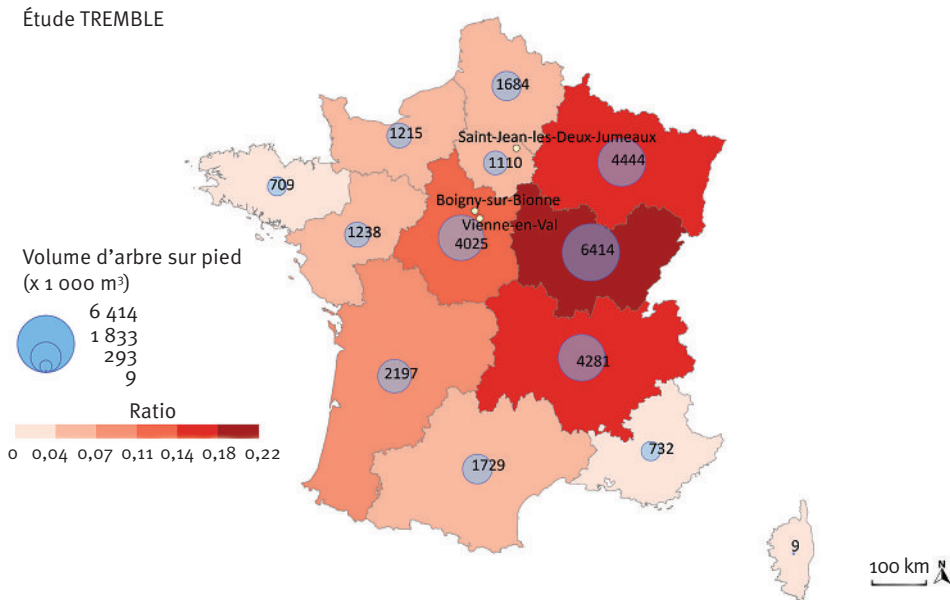 Étude TREMBLE
1684
1215
Saint-Jean-les-Deux-Jumeaux
1110
4444
709
Boigny-sur-Bionne
Vienne-en-Val
1238
4025
6414
Volume d'arbre sur pied
(x 1 000 m³)
6 414
1 833
293
9
2197
4281
Ratio
0 0,04 0,07 0,11 0,14 0,18 0,22
1729
732
9
100 km N